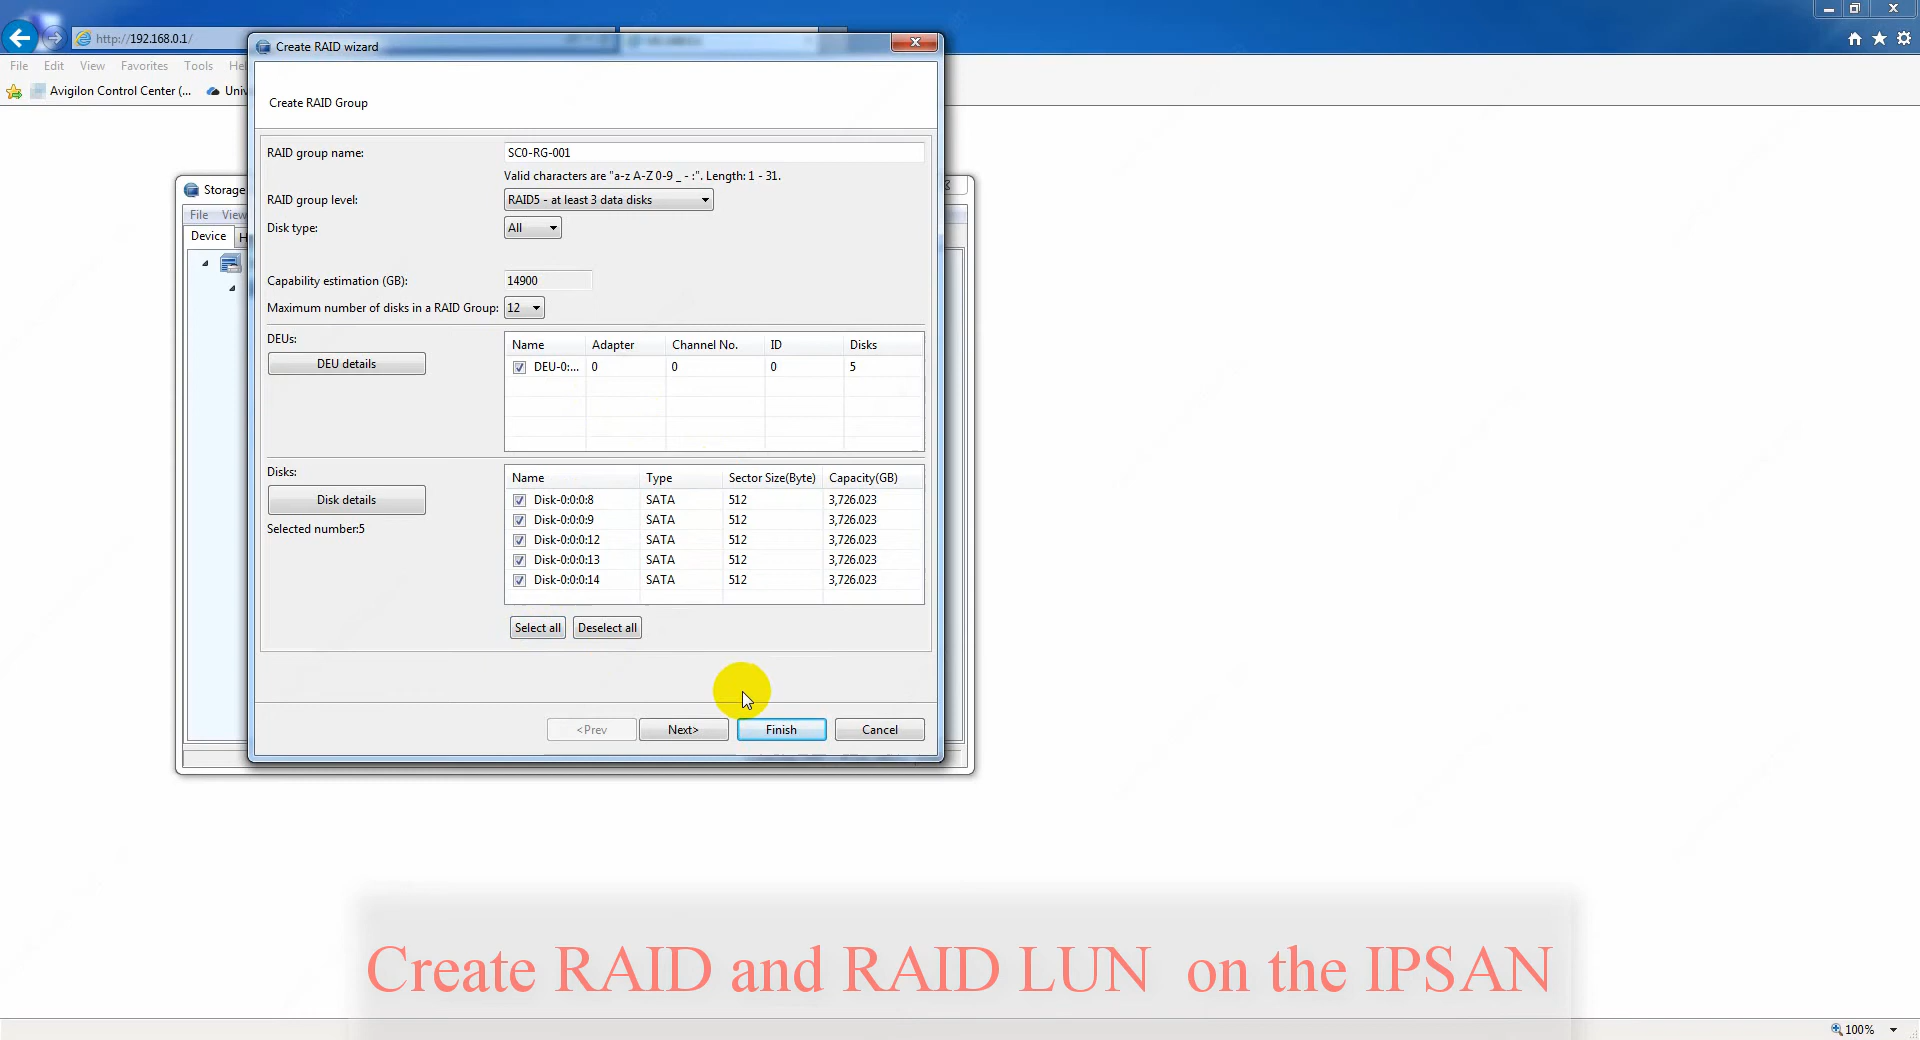 http://192.168.0.1/
Create RAID wizard
File Edit View Favorites Tools
Avigilon Control Center (...
Create RAID Group
RAID group name: SC0-RG-001
Valid characters are "a-z A-Z 0-9 _ - :". Length: 1 - 31.
RAID group level: RAID5 - at least 3 data disks
Disk type: All
Storage
File View
Device
Capability estimation (GB): 14900
Maximum number of disks in a RAID Group: 12
DEUs:
DEU details
Name Adapter Channel No. ID Disks
DEU-0:... 0 0 0 5
Disks:
Disk details
Selected number:5
Name Type Sector Size(Byte) Capacity(GB)
Disk-0:0:0:8 SATA 512 3,726.023
Disk-0:0:0:9 SATA 512 3,726.023
Disk-0:0:0:12 SATA 512 3,726.023
Disk-0:0:0:13 SATA 512 3,726.023
Disk-0:0:0:14 SATA 512 3,726.023
Select all Deselect all
<Prev Next> Finish Cancel
Create RAID and RAID LUN on the IPSAN
100%